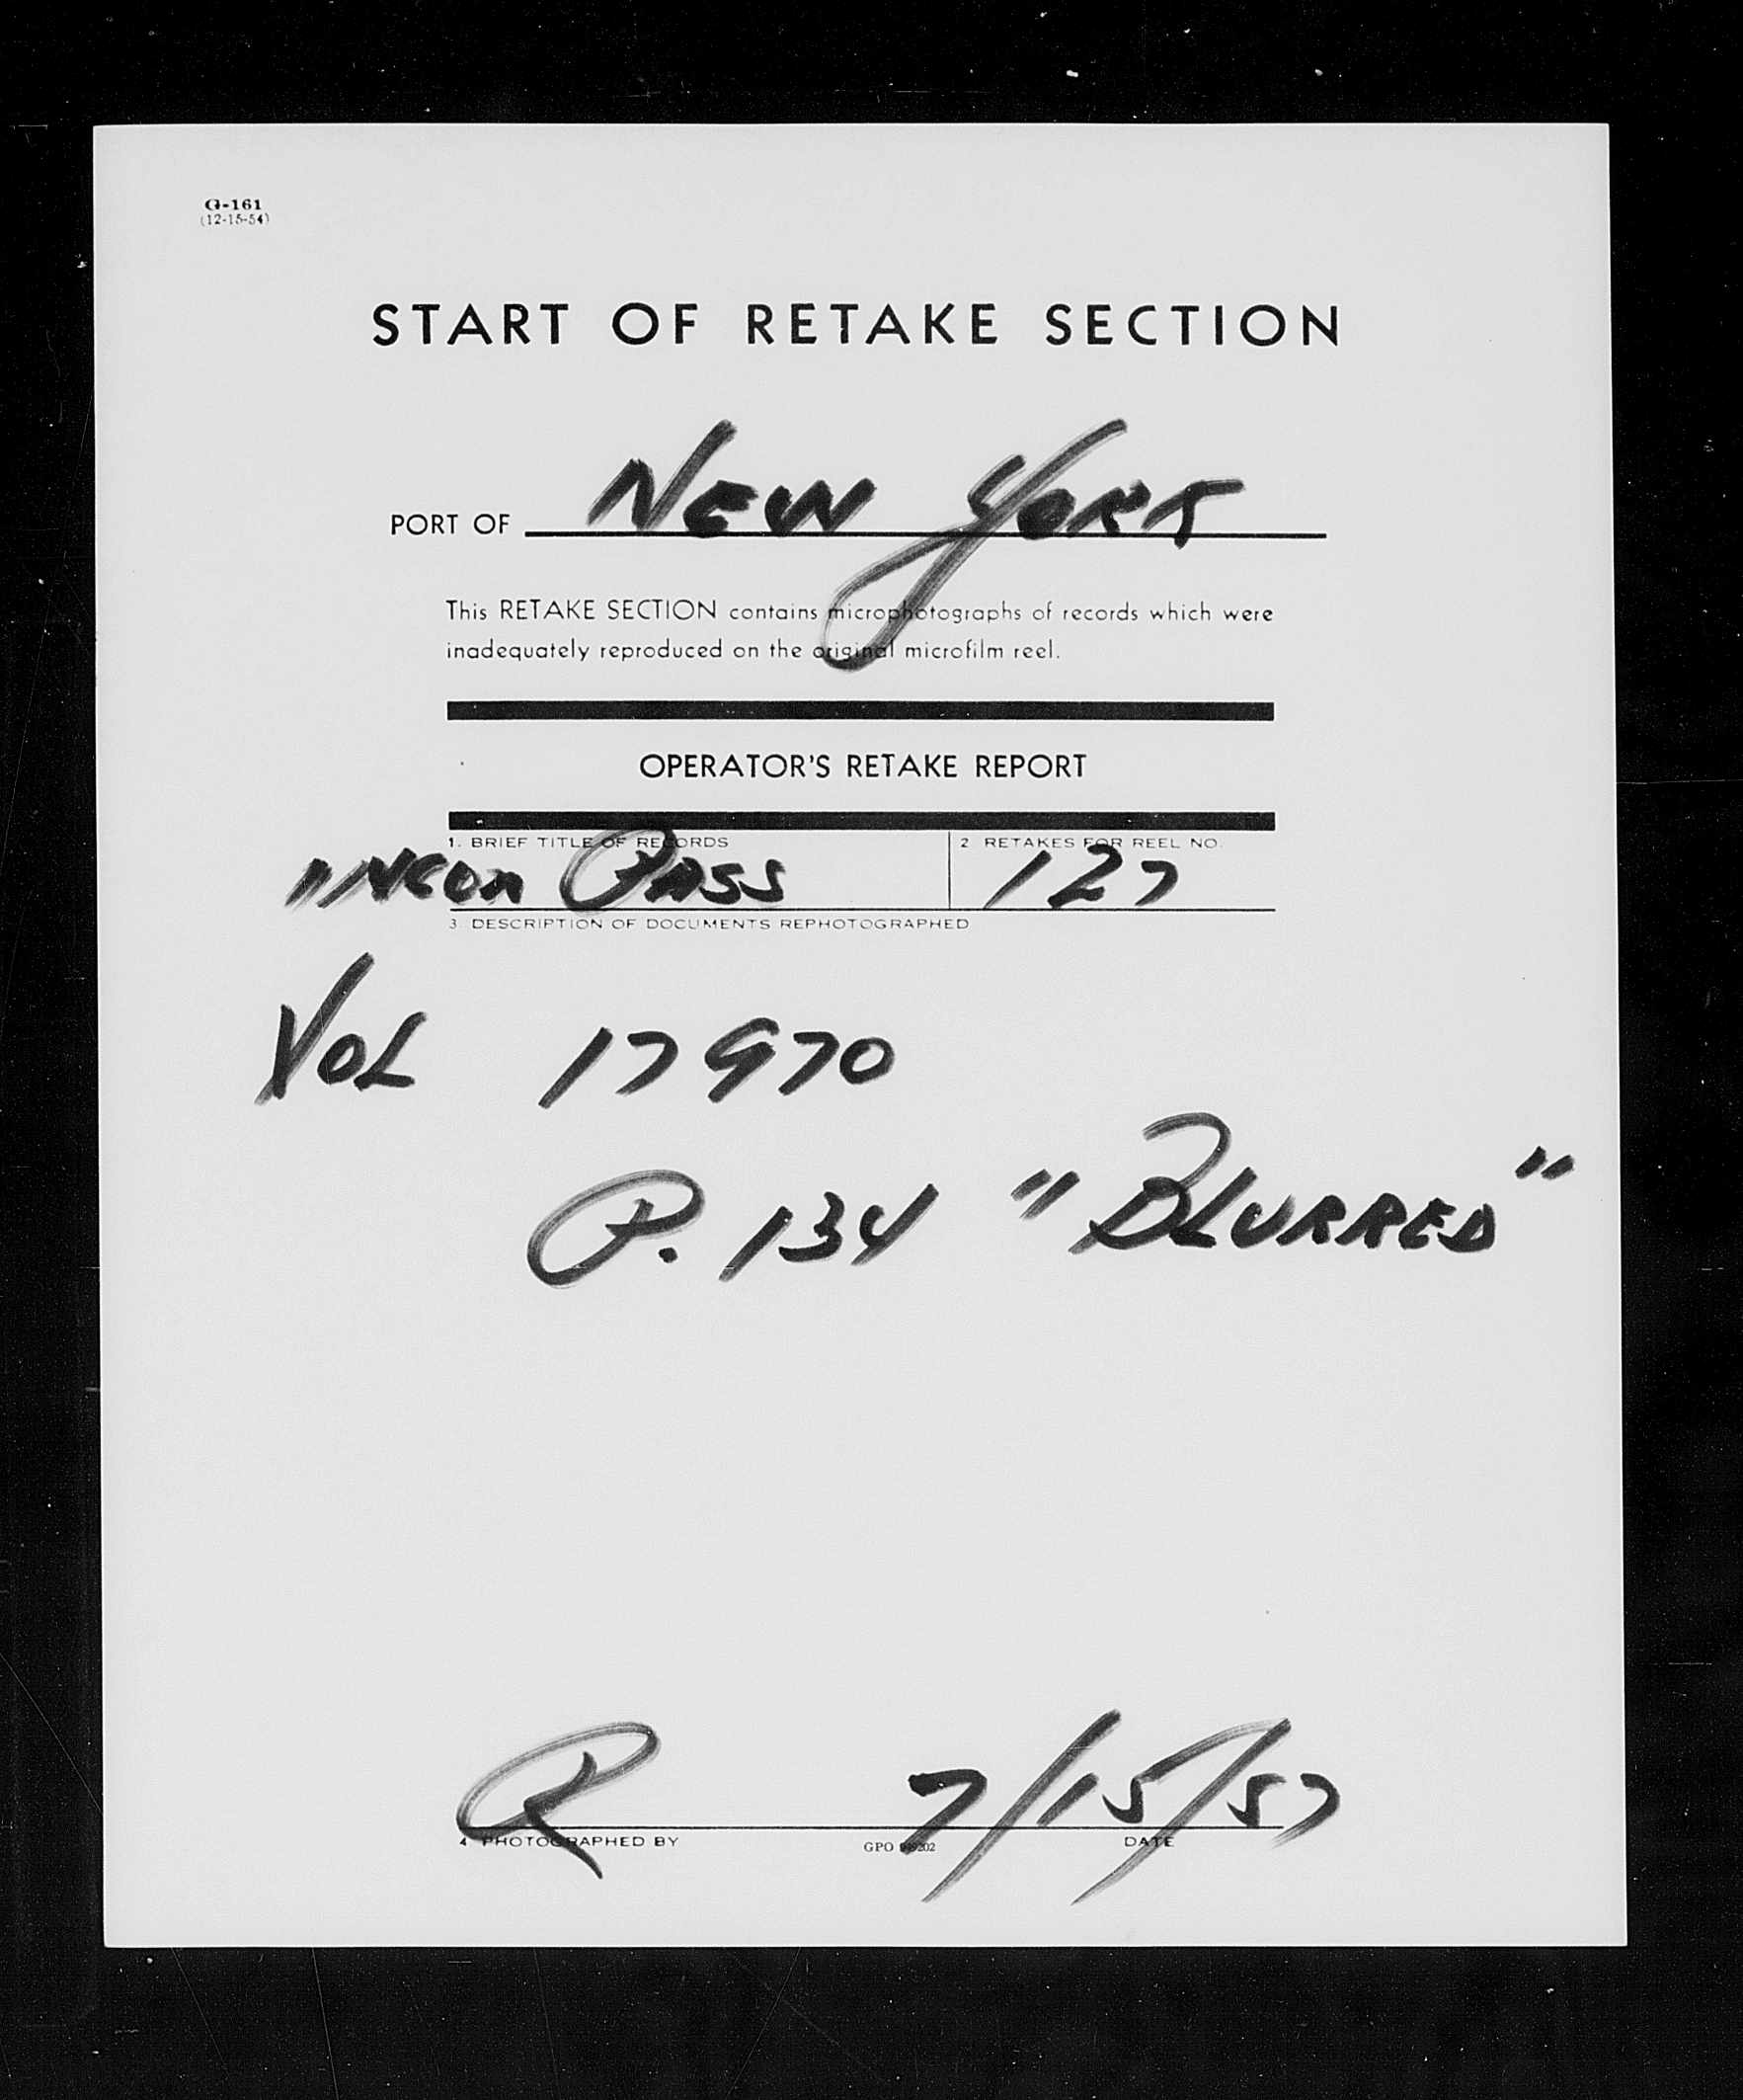 G-161
(12-15-54)
START OF RETAKE SECTION
PORT OF NEW YORK
This RETAKE SECTION contains microphotographs of records which were
inadequately reproduced on the original microfilm reel.
OPERATOR'S RETAKE REPORT
1. BRIEF TITLE OF RECORDS 2 RETAKES FOR REEL NO.
PASS 127
3 DESCRIPTION OF DOCUMENTS REPHOTOGRAPHED
VOL 17970
P. 134 "BLURRED"
R 7/15/57
4 PHOTOGRAPHED BY GPO DATE